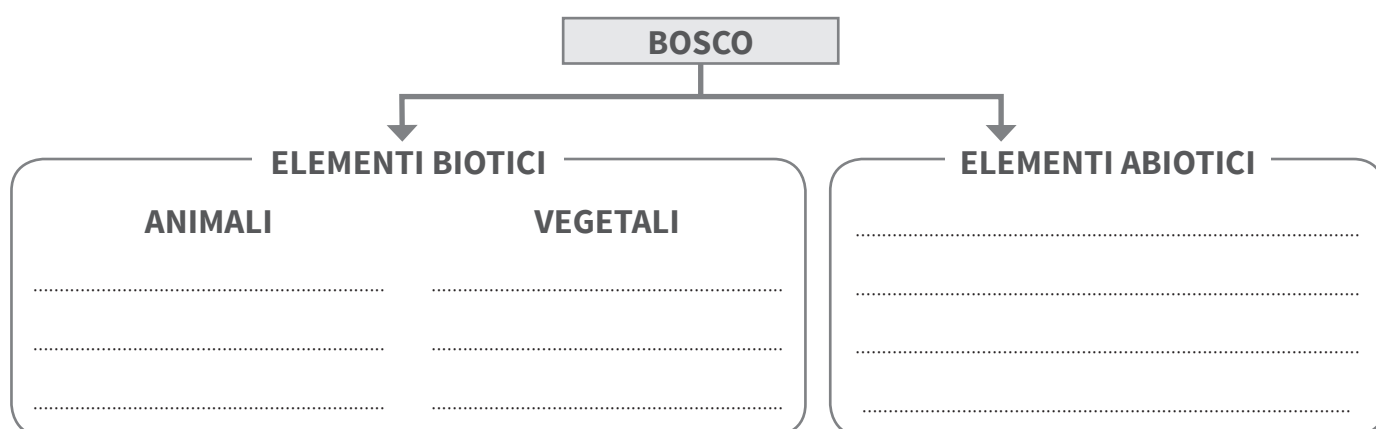 BOSCO
ELEMENTI BIOTICI
ANIMALI
VEGETALI
ELEMENTI ABIOTICI